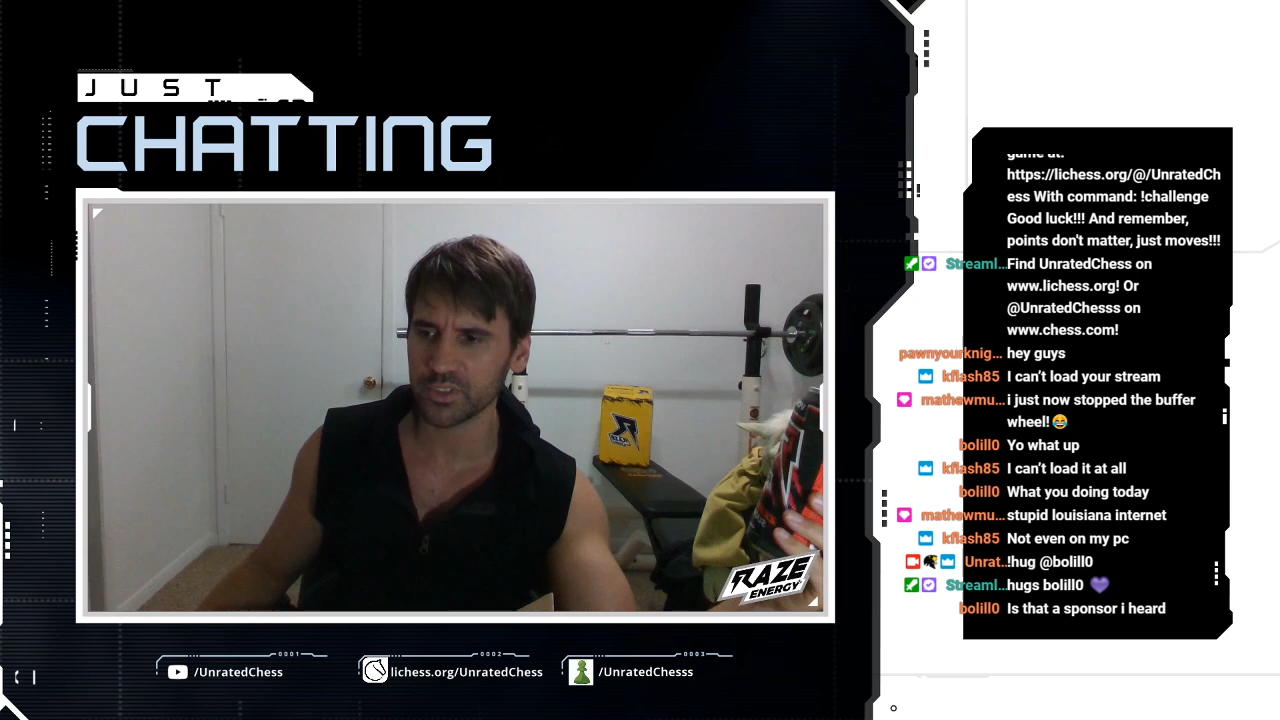 JUST
CHATTING
RAZE
ENERGY
0001
/UnratedChess
0002
lichess.org/UnratedChess
0003
/UnratedChesss
game at:
https://lichess.org/@/UnratedCh
ess With command: !challenge
Good luck!!! And remember,
points don't matter, just moves!!!
Streaml... Find UnratedChess on
www.lichess.org! Or
@UnratedChesss on
www.chess.com!
pawnyourknig... hey guys
kflash85 I can't load your stream
mathewmu... i just now stopped the buffer
wheel!😂
bolill0 Yo what up
kflash85 I can't load it at all
bolill0 What you doing today
mathewmu... stupid louisiana internet
kflash85 Not even on my pc
Unrat... !hug @bolill0
Streaml... hugs bolill0 💜
bolill0 Is that a sponsor i heard